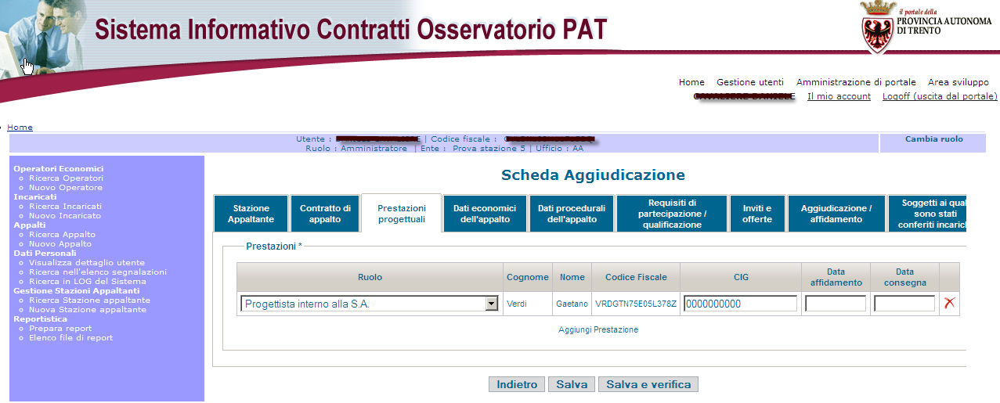 Sistema Informativo Contratti Osservatorio PAT
il portale della
PROVINCIA AUTONOMA
DI TRENTO
Home Gestione utenti Amministrazione di portale Area sviluppo
Il mio account Logoff (uscita dal portale)
Home
Utente : | Codice fiscale :
Ruolo : Amministratore | Ente : Prova stazione 5 | Ufficio : AA
Cambia ruolo
Operatori Economici
Ricerca Operatori
Nuovo Operatore
Incaricati
Ricerca Incaricati
Nuovo Incaricato
Appalti
Ricerca Appalto
Nuovo Appalto
Dati Personali
Visualizza dettaglio utente
Ricerca nell'elenco segnalazioni
Ricerca in LOG del Sistema
Gestione Stazioni Appaltanti
Ricerca Stazione appaltante
Nuova Stazione appaltante
Reportistica
Prepara report
Elenco file di report
Scheda Aggiudicazione
Stazione
Appaltante
Contratto di
appalto
Prestazioni
progettuali
Dati economici
dell'appalto
Dati procedurali
dell'appalto
Requisiti di
partecipazione /
qualificazione
Inviti e
offerte
Aggiudicazione /
affidamento
Soggetti ai qual
sono stati
conferiti incaric
Prestazioni *
Ruolo Cognome Nome Codice Fiscale CIG Data affidamento Data consegna
Progettista interno alla S.A. Verdi Gaetano VRDGTN75E05L378Z 0000000000
Aggiungi Prestazione
Indietro Salva Salva e verifica